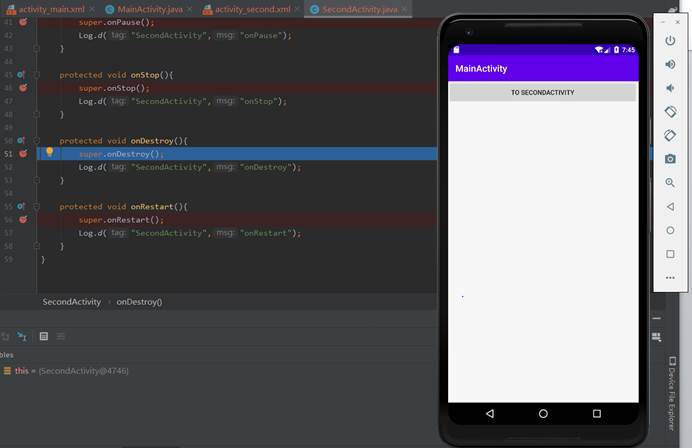 activity_main.xml × MainActivity.java × activity_second.xml × SecondActivity.java ×
41 super.onPause();
42 Log.d( tag: "SecondActivity", msg: "onPause");
43 }
44
45 protected void onStop(){
46 super.onStop();
47 Log.d( tag: "SecondActivity", msg: "onStop");
48 }
49
50 protected void onDestroy(){
51 super.onDestroy();
52 Log.d( tag: "SecondActivity", msg: "onDestroy");
53 }
54
55 protected void onRestart(){
56 super.onRestart();
57 Log.d( tag: "SecondActivity", msg: "onRestart");
58 }
59 }
SecondActivity › onDestroy()
bles
this = {SecondActivity@4746}
7:45
MainActivity
TO SECONDACTIVITY
Device File Explorer